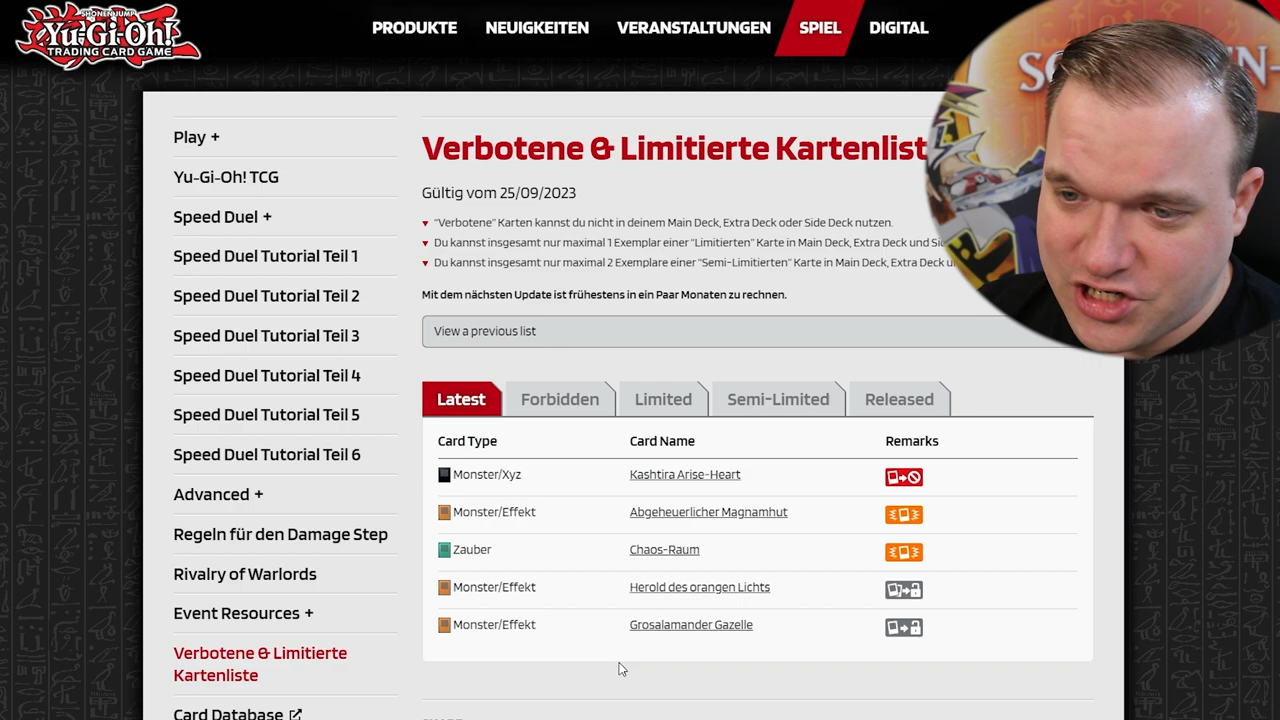 SHONEN JUMP
Yu-Gi-Oh!
TRADING CARD GAME
PRODUKTE
NEUIGKEITEN
VERANSTALTUNGEN
SPIEL
DIGITAL
Play +
Yu-Gi-Oh! TCG
Speed Duel +
Speed Duel Tutorial Teil 1
Speed Duel Tutorial Teil 2
Speed Duel Tutorial Teil 3
Speed Duel Tutorial Teil 4
Speed Duel Tutorial Teil 5
Speed Duel Tutorial Teil 6
Advanced +
Regeln für den Damage Step
Rivalry of Warlords
Event Resources +
Verbotene & Limitierte
Kartenliste
Card Database
Verbotene & Limitierte Kartenlist
Gültig vom 25/09/2023
"Verbotene" Karten kannst du nicht in deinem Main Deck, Extra Deck oder Side Deck nutzen.
Du kannst insgesamt nur maximal 1 Exemplar einer "Limitierten" Karte in Main Deck, Extra Deck und
Du kannst insgesamt nur maximal 2 Exemplare einer "Semi-Limitierten" Karte in Main Deck, Extra Deck
Mit dem nächsten Update ist frühestens in ein Paar Monaten zu rechnen.
View a previous list
Latest
Forbidden
Limited
Semi-Limited
Released
Card Type Card Name Remarks
Monster/Xyz Kashtira Arise-Heart
Monster/Effekt Abgeheuerlicher Magnamhut
Zauber Chaos-Raum
Monster/Effekt Herold des orangen Lichts
Monster/Effekt Grosalamander Gazelle